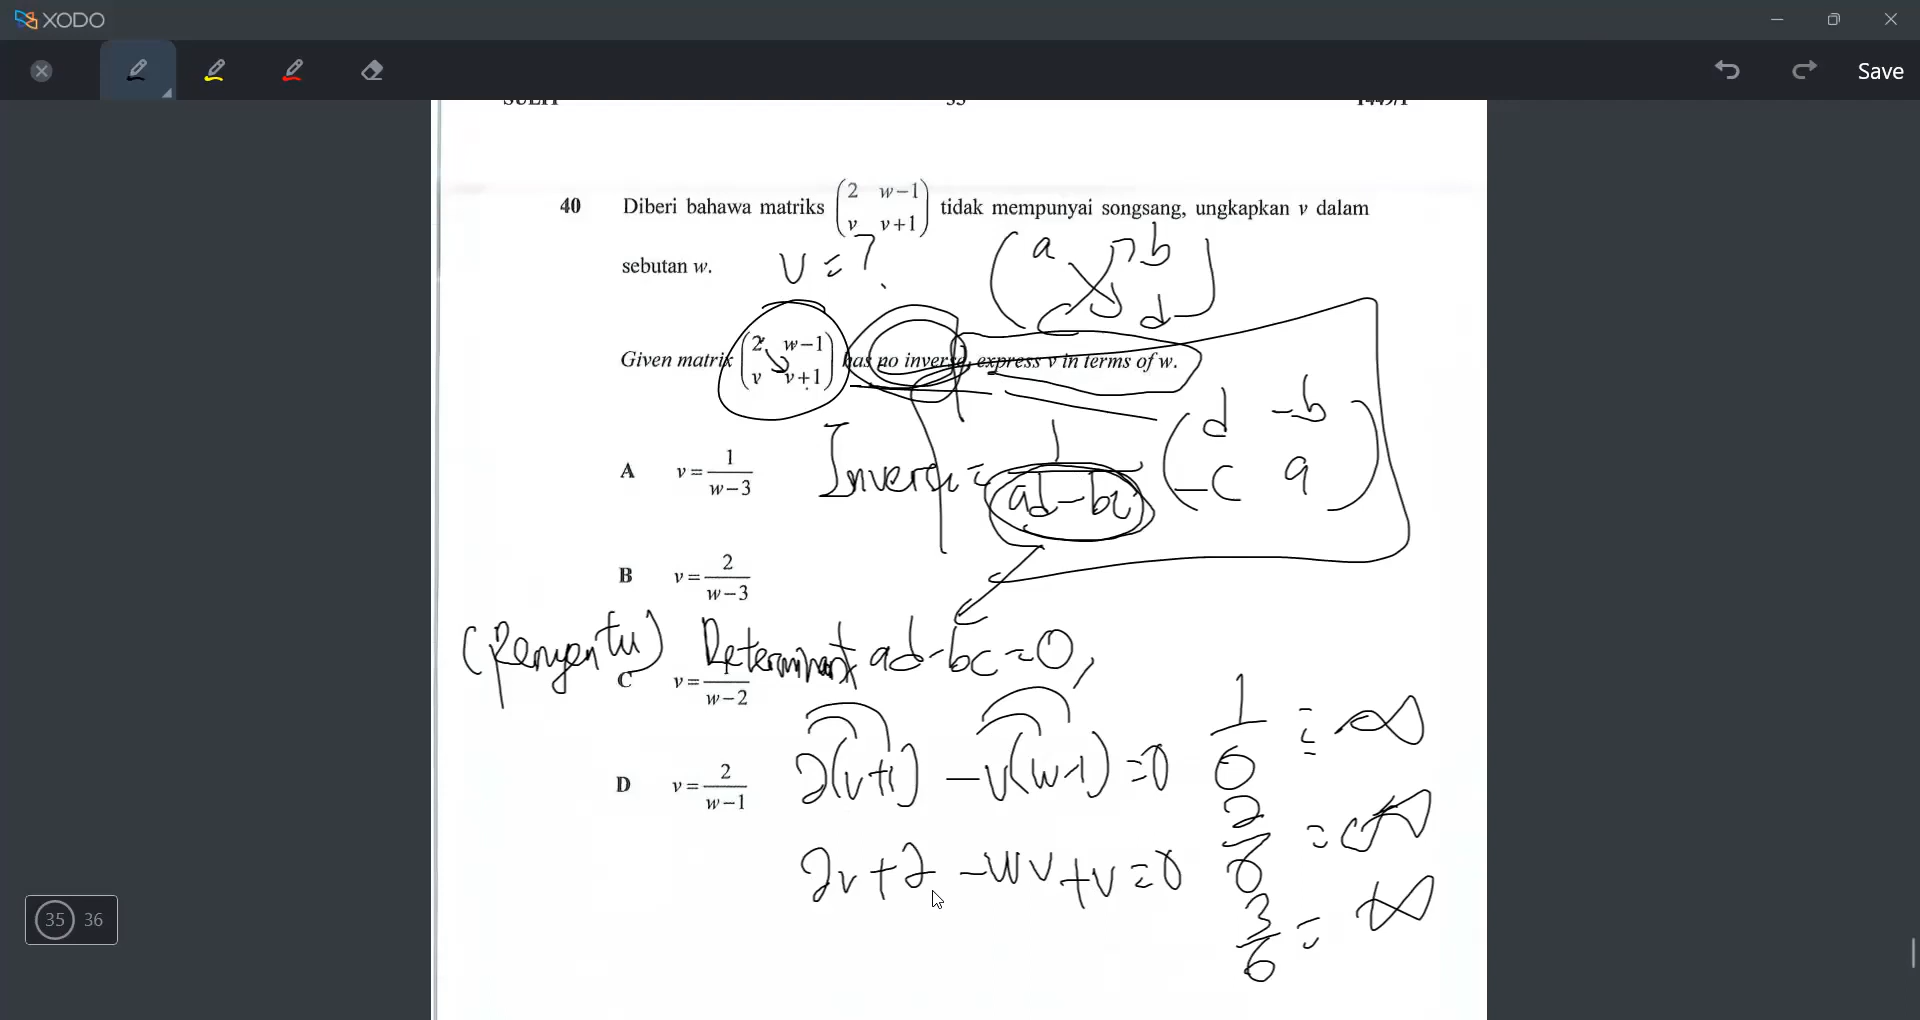 XODO
Save
SULIT 33 1449/1
40 Diberi bahawa matriks (2 w−1 v v+1) tidak mempunyai songsang, ungkapkan v dalam
sebutan w.
v = ?
(a b c d)
Given matrix (2 w−1 v v+1) has no inverse, express v in terms of w.
A v = 1/(w−3)
Inverse = 1/(ad−bc) (d −b −c a)
B v = 2/(w−3)
(Penentu) Determinant ad−bc=0,
C v = /(w−2)
2(v+1) −v(w−1) =0
1/0 = ∞
D v = 2/(w−1)
2/0 = ∞
2v+2 −wv+v=0
3/0 = ∞
35 36